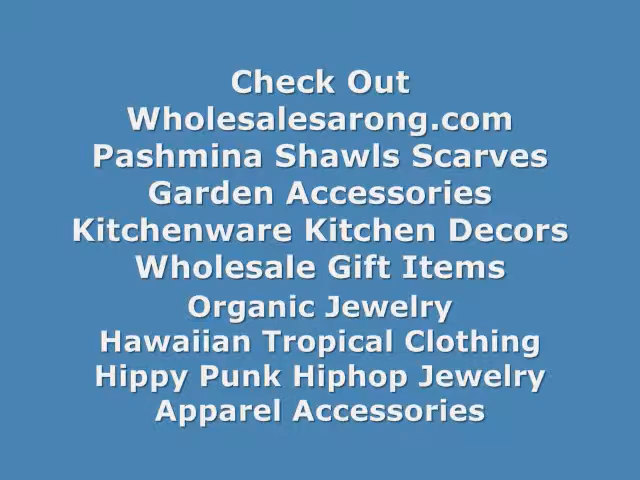 Check Out
Wholesalesarong.com
Pashmina Shawls Scarves
Garden Accessories
Kitchenware Kitchen Decors
Wholesale Gift Items
Organic Jewelry
Hawaiian Tropical Clothing
Hippy Punk Hiphop Jewelry
Apparel Accessories